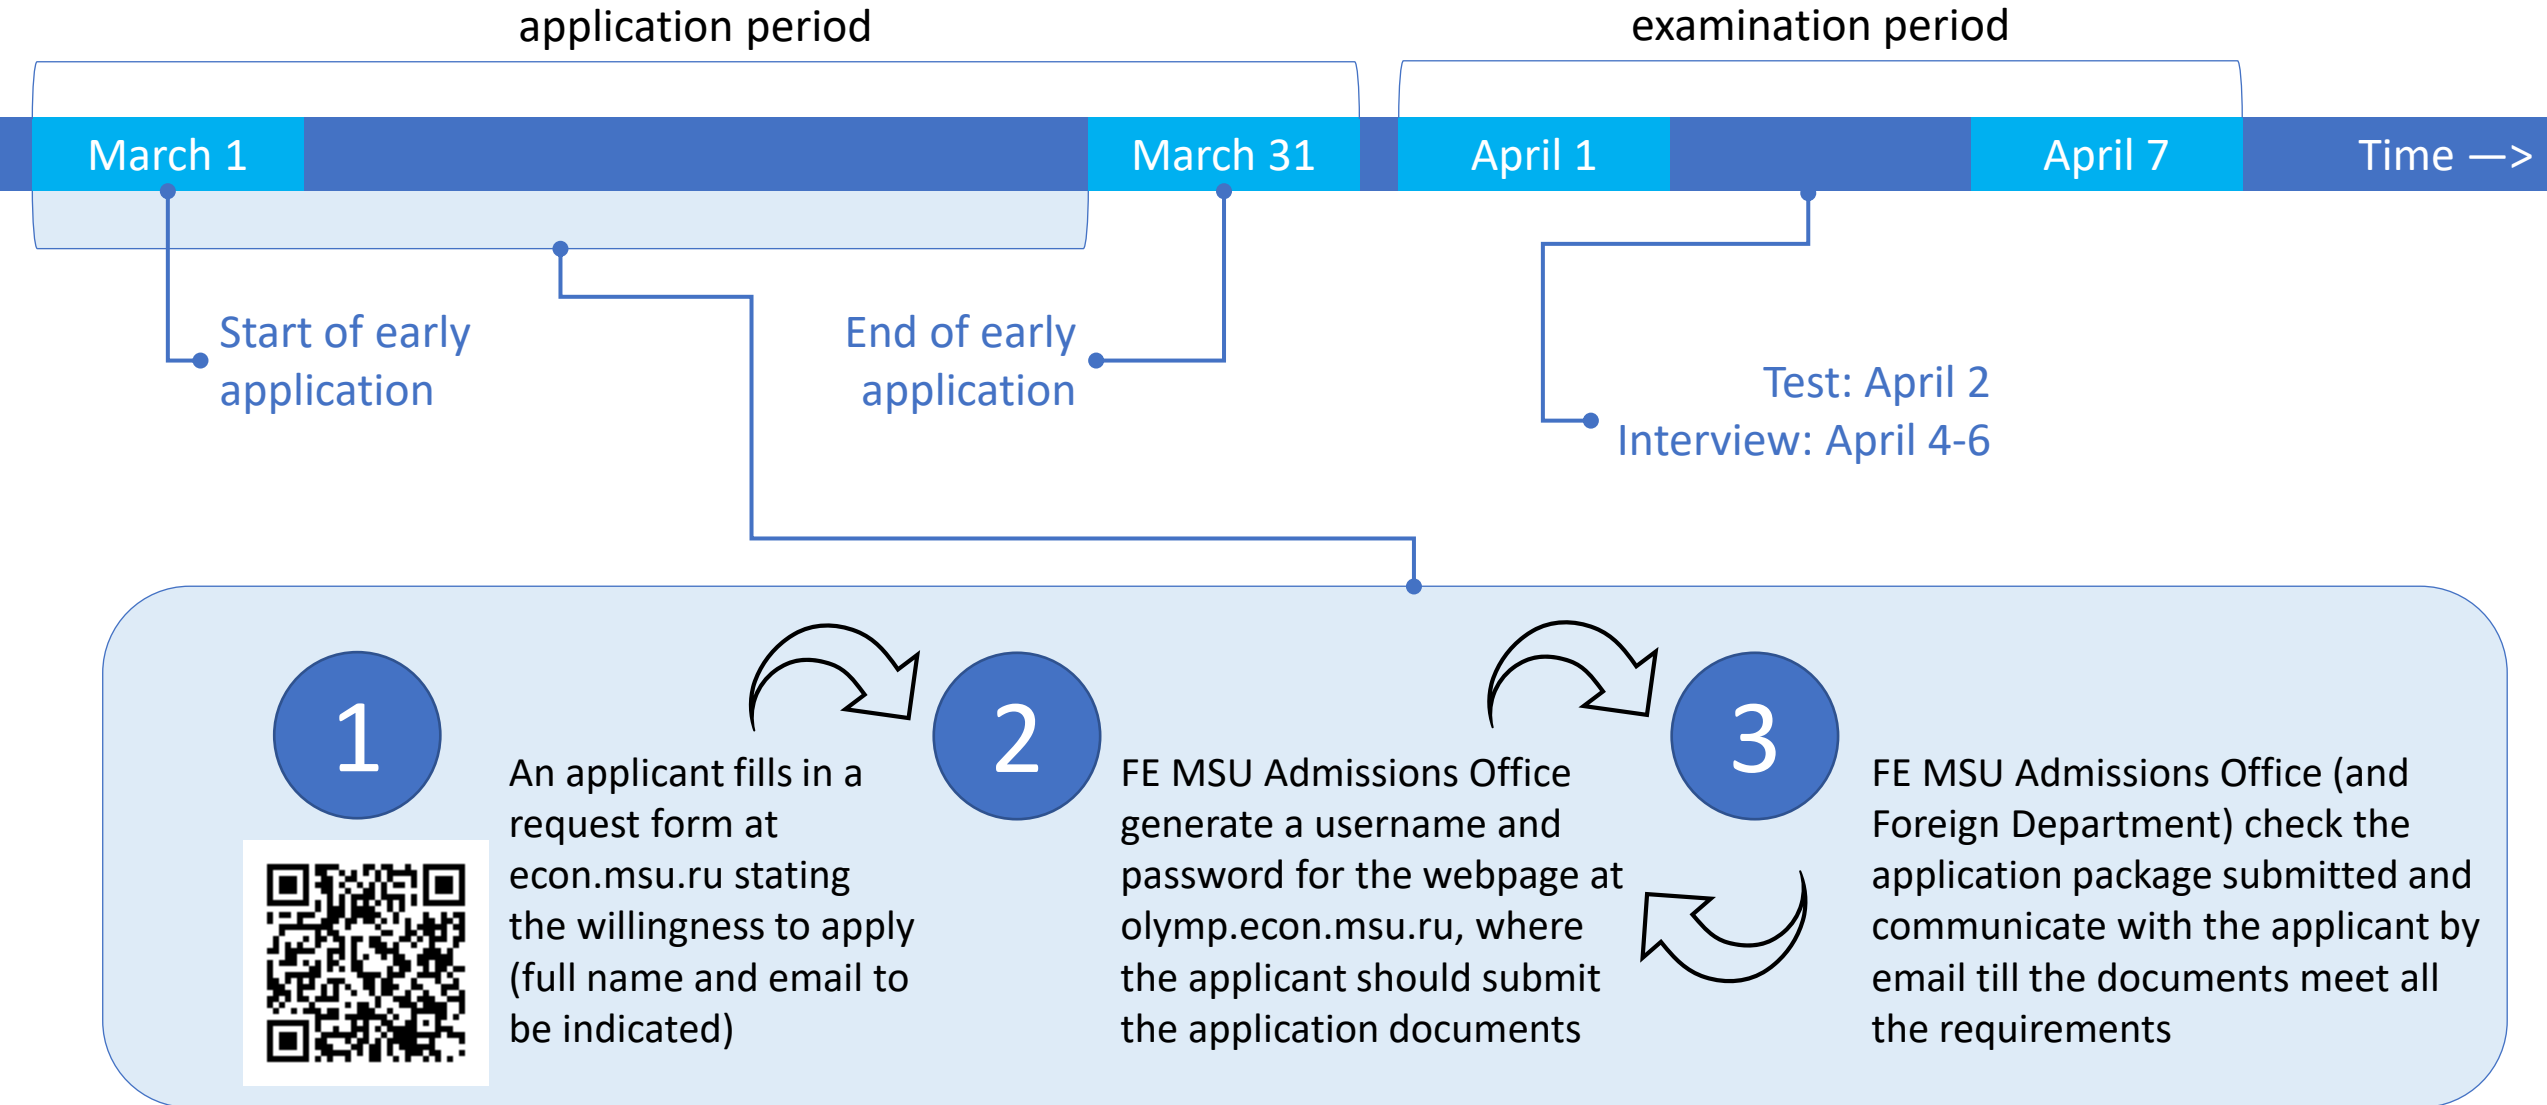 application period
examination period
March 1
March 31
April 1
April 7
Time —>
Start of early
application
End of early
application
Test: April 2
Interview: April 4-6
1
An applicant fills in a
request form at
econ.msu.ru stating
the willingness to apply
(full name and email to
be indicated)
2
FE MSU Admissions Office
generate a username and
password for the webpage at
olymp.econ.msu.ru, where
the applicant should submit
the application documents
3
FE MSU Admissions Office (and
Foreign Department) check the
application package submitted and
communicate with the applicant by
email till the documents meet all
the requirements